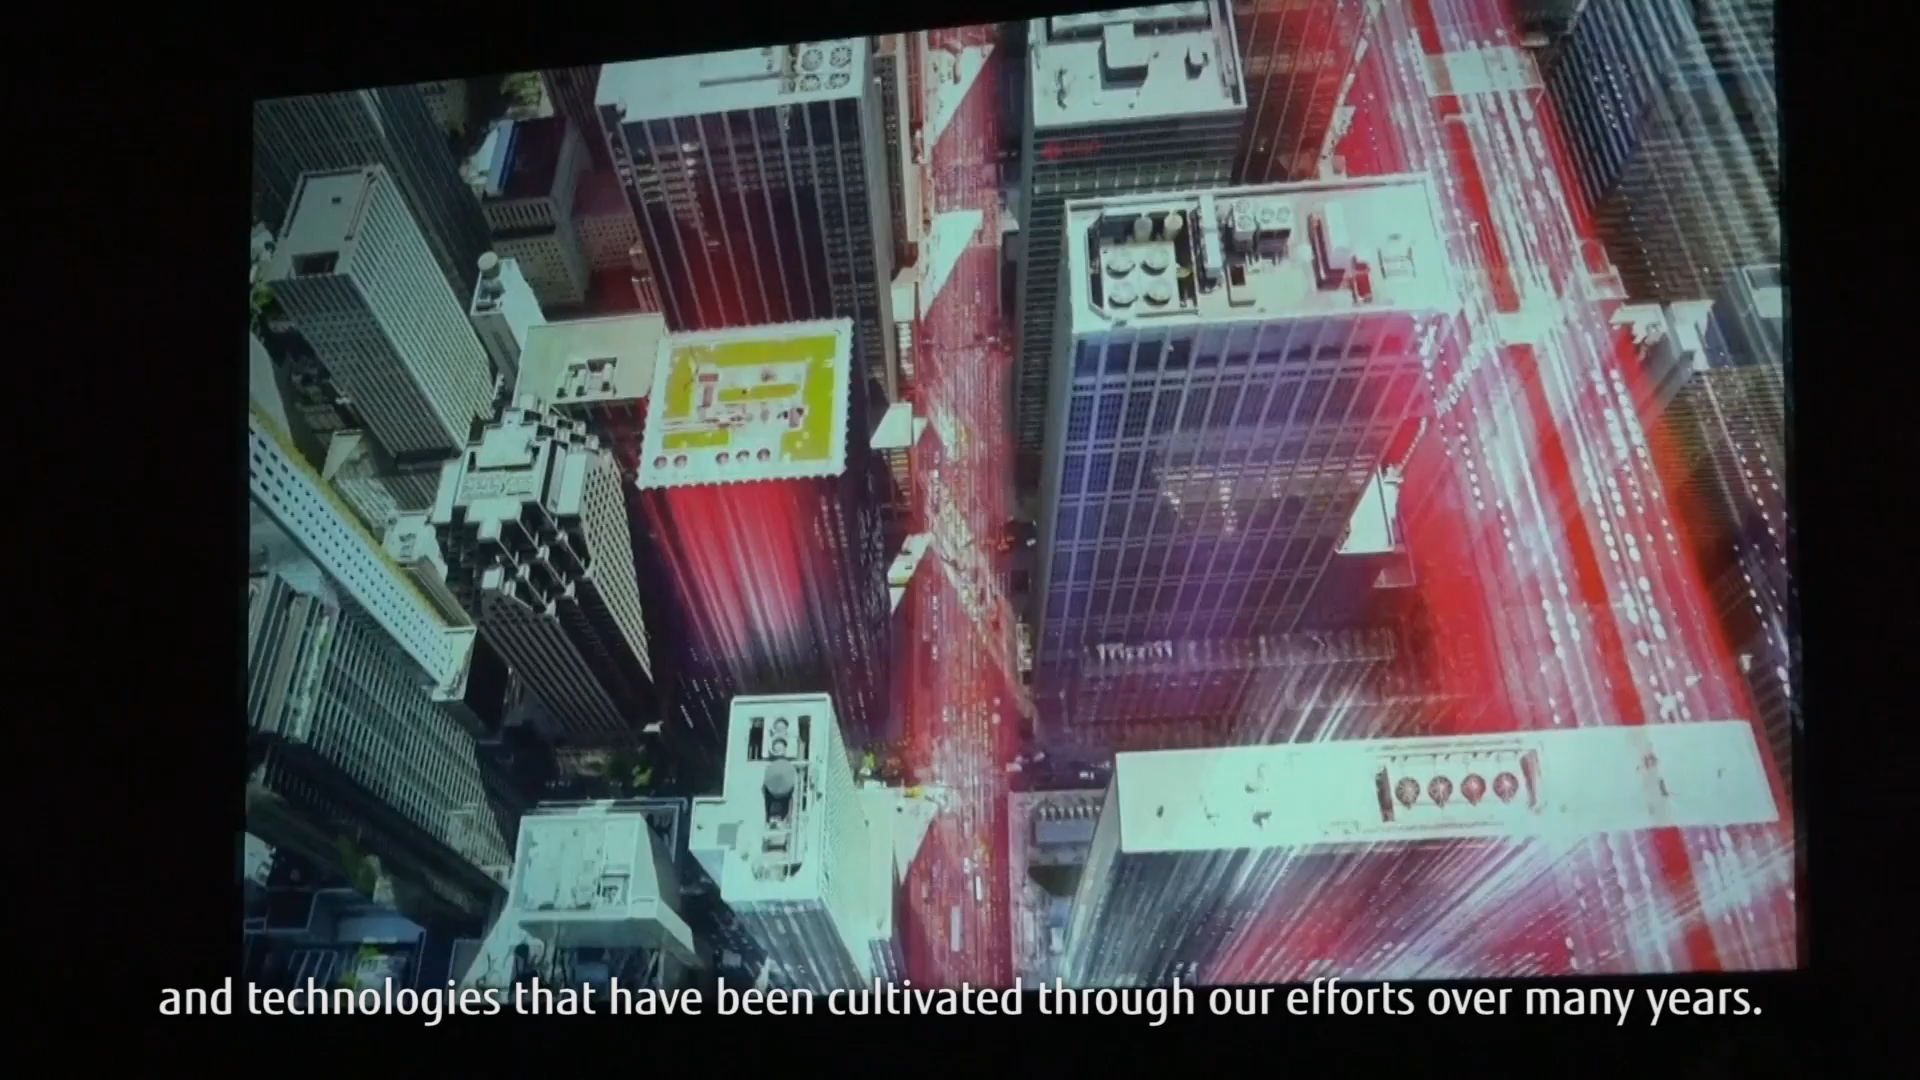 and technologies that have been cultivated through our efforts over many years.